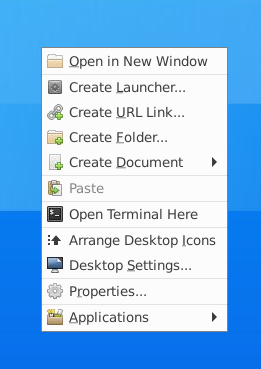 Open in New Window
Create Launcher...
Create URL Link...
Create Folder...
Create Document
Paste
Open Terminal Here
Arrange Desktop Icons
Desktop Settings...
Properties...
Applications